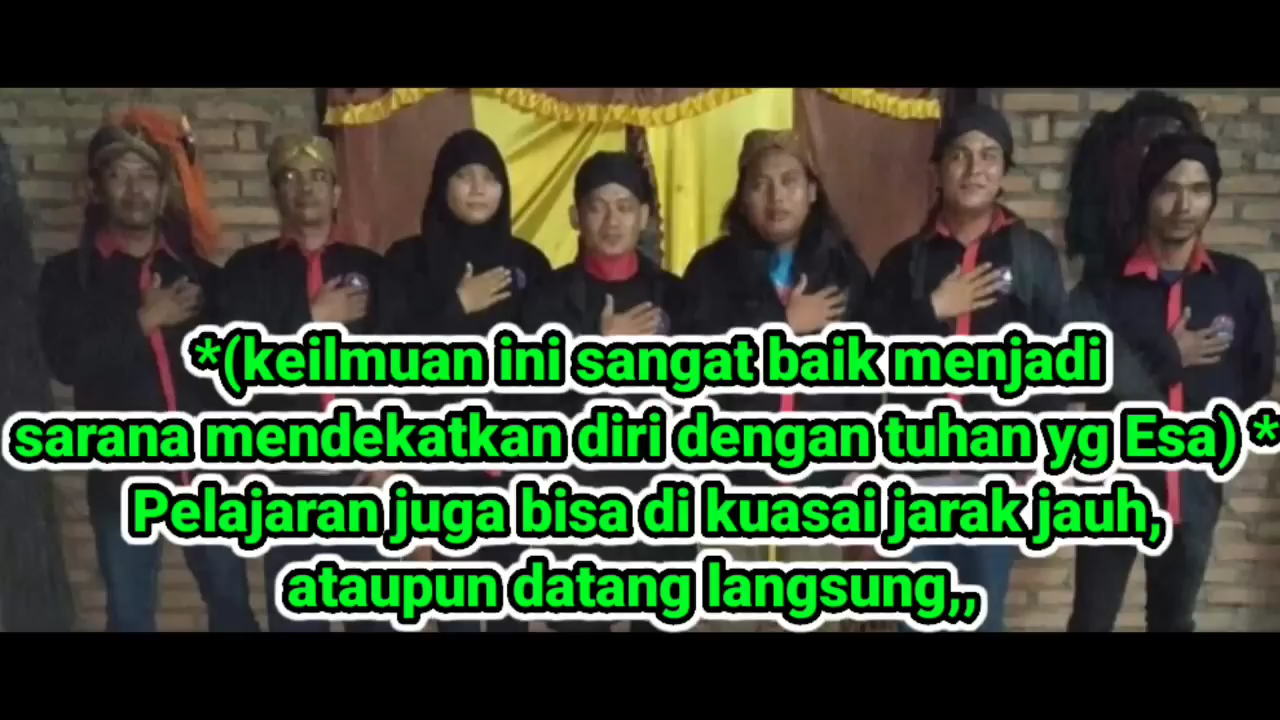 *(keilmuan ini sangat baik menjadi
sarana mendekatkan diri dengan tuhan yg Esa) *
Pelajaran juga bisa di kuasai jarak jauh,
ataupun datang langsung,,